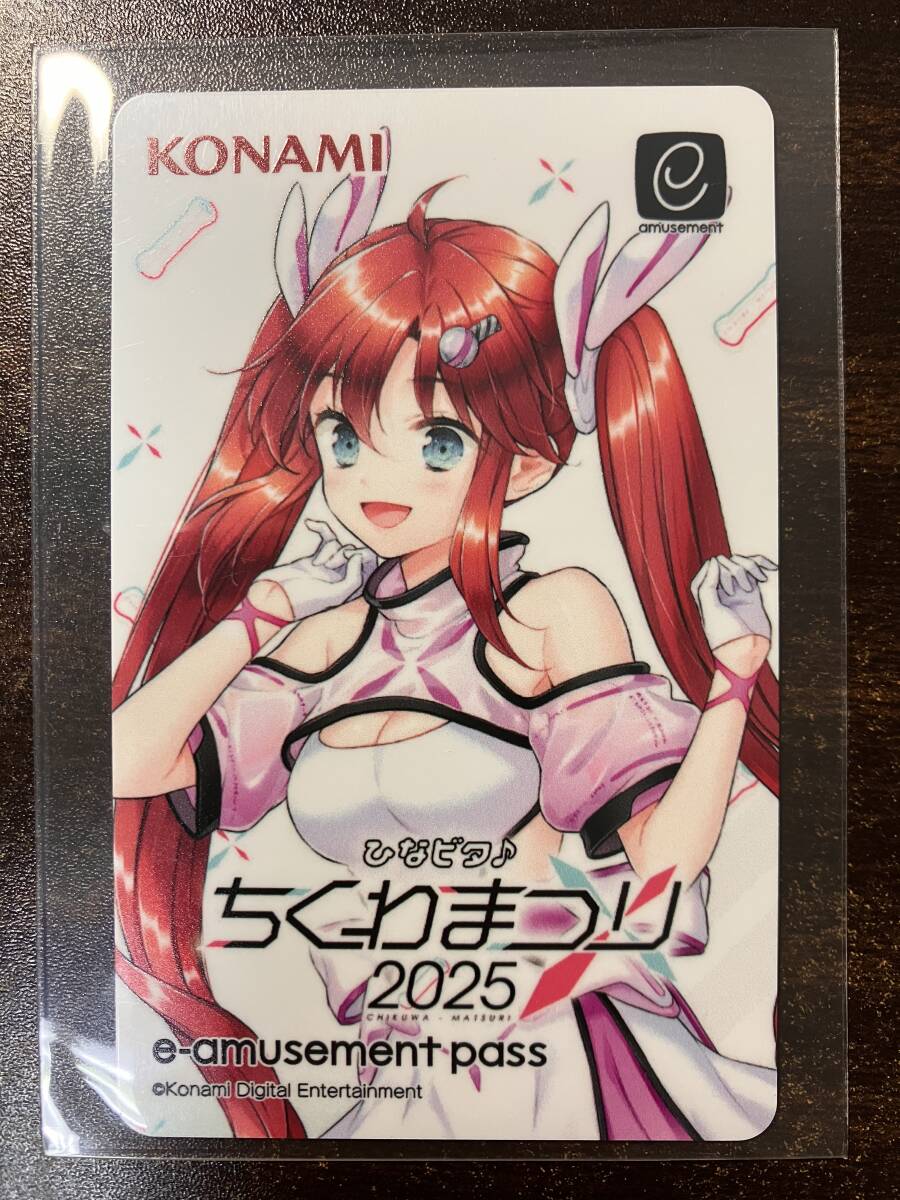 KONAMI
e
amusement
ひなビタ♪
ちくわまつり
2025
CHIKUWA - MATSURI
e-amusement pass
©Konami Digital Entertainment